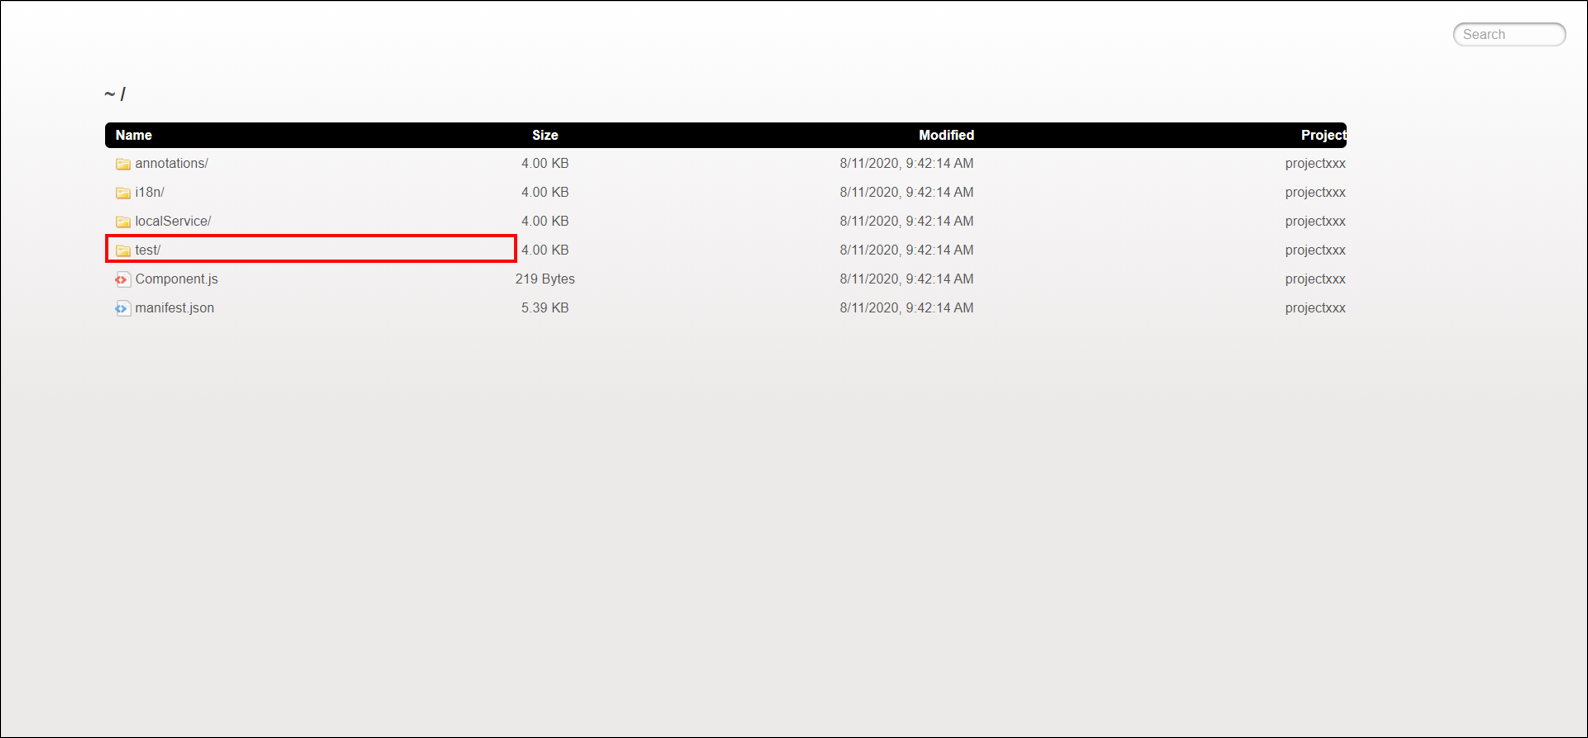 Search
~ /
Name Size Modified Project
annotations/ 4.00 KB 8/11/2020, 9:42:14 AM projectxxx
i18n/ 4.00 KB 8/11/2020, 9:42:14 AM projectxxx
localService/ 4.00 KB 8/11/2020, 9:42:14 AM projectxxx
test/ 4.00 KB 8/11/2020, 9:42:14 AM projectxxx
Component.js 219 Bytes 8/11/2020, 9:42:14 AM projectxxx
manifest.json 5.39 KB 8/11/2020, 9:42:14 AM projectxxx